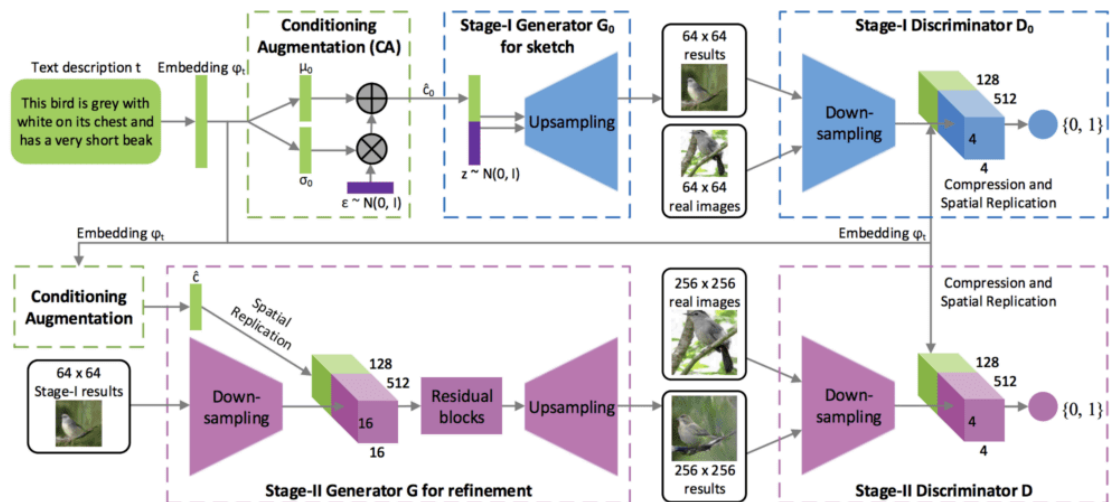 Text description t
This bird is grey with
white on its chest and
has a very short beak
Embedding φt
Conditioning
Augmentation (CA)
μ0
σ0
ε ~ N(0, I)
ĉ0
Stage-I Generator G0
for sketch
z ~ N(0, I)
Upsampling
64 x 64
results
64 x 64
real images
Stage-I Discriminator D0
Down-
sampling
128
512
4
4
{0, 1}
Compression and
Spatial Replication
Embedding φt
Embedding φt
Conditioning
Augmentation
64 x 64
Stage-I results
ĉ
Spatial
Replication
Down-
sampling
128
512
16
16
Residual
blocks
Upsampling
Stage-II Generator G for refinement
256 x 256
real images
256 x 256
results
Compression and
Spatial Replication
Down-
sampling
128
512
4
4
{0, 1}
Stage-II Discriminator D